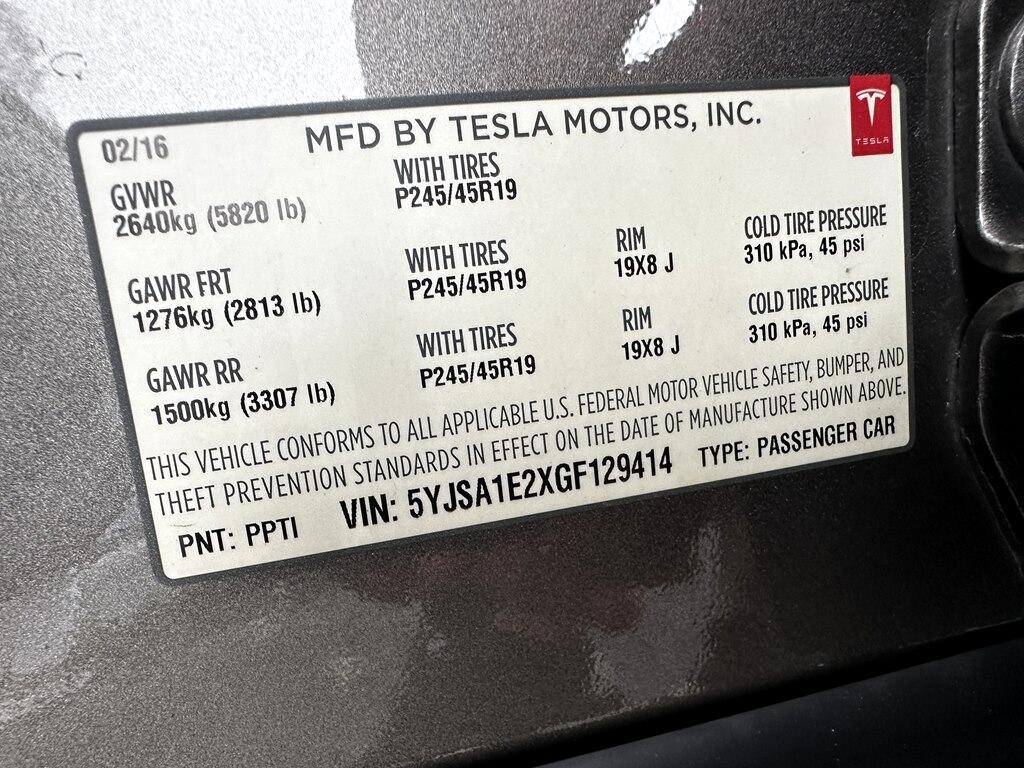 02/16 MFD BY TESLA MOTORS, INC.
TESLA
GVWR WITH TIRES
2640kg (5820 lb) P245/45R19
GAWR FRT WITH TIRES RIM COLD TIRE PRESSURE
1276kg (2813 lb) P245/45R19 19X8 J 310 kPa, 45 psi
GAWR RR WITH TIRES RIM COLD TIRE PRESSURE
1500kg (3307 lb) P245/45R19 19X8 J 310 kPa, 45 psi
THIS VEHICLE CONFORMS TO ALL APPLICABLE U.S. FEDERAL MOTOR VEHICLE SAFETY, BUMPER, AND
THEFT PREVENTION STANDARDS IN EFFECT ON THE DATE OF MANUFACTURE SHOWN ABOVE.
PNT: PPTI VIN: 5YJSA1E2XGF129414 TYPE: PASSENGER CAR